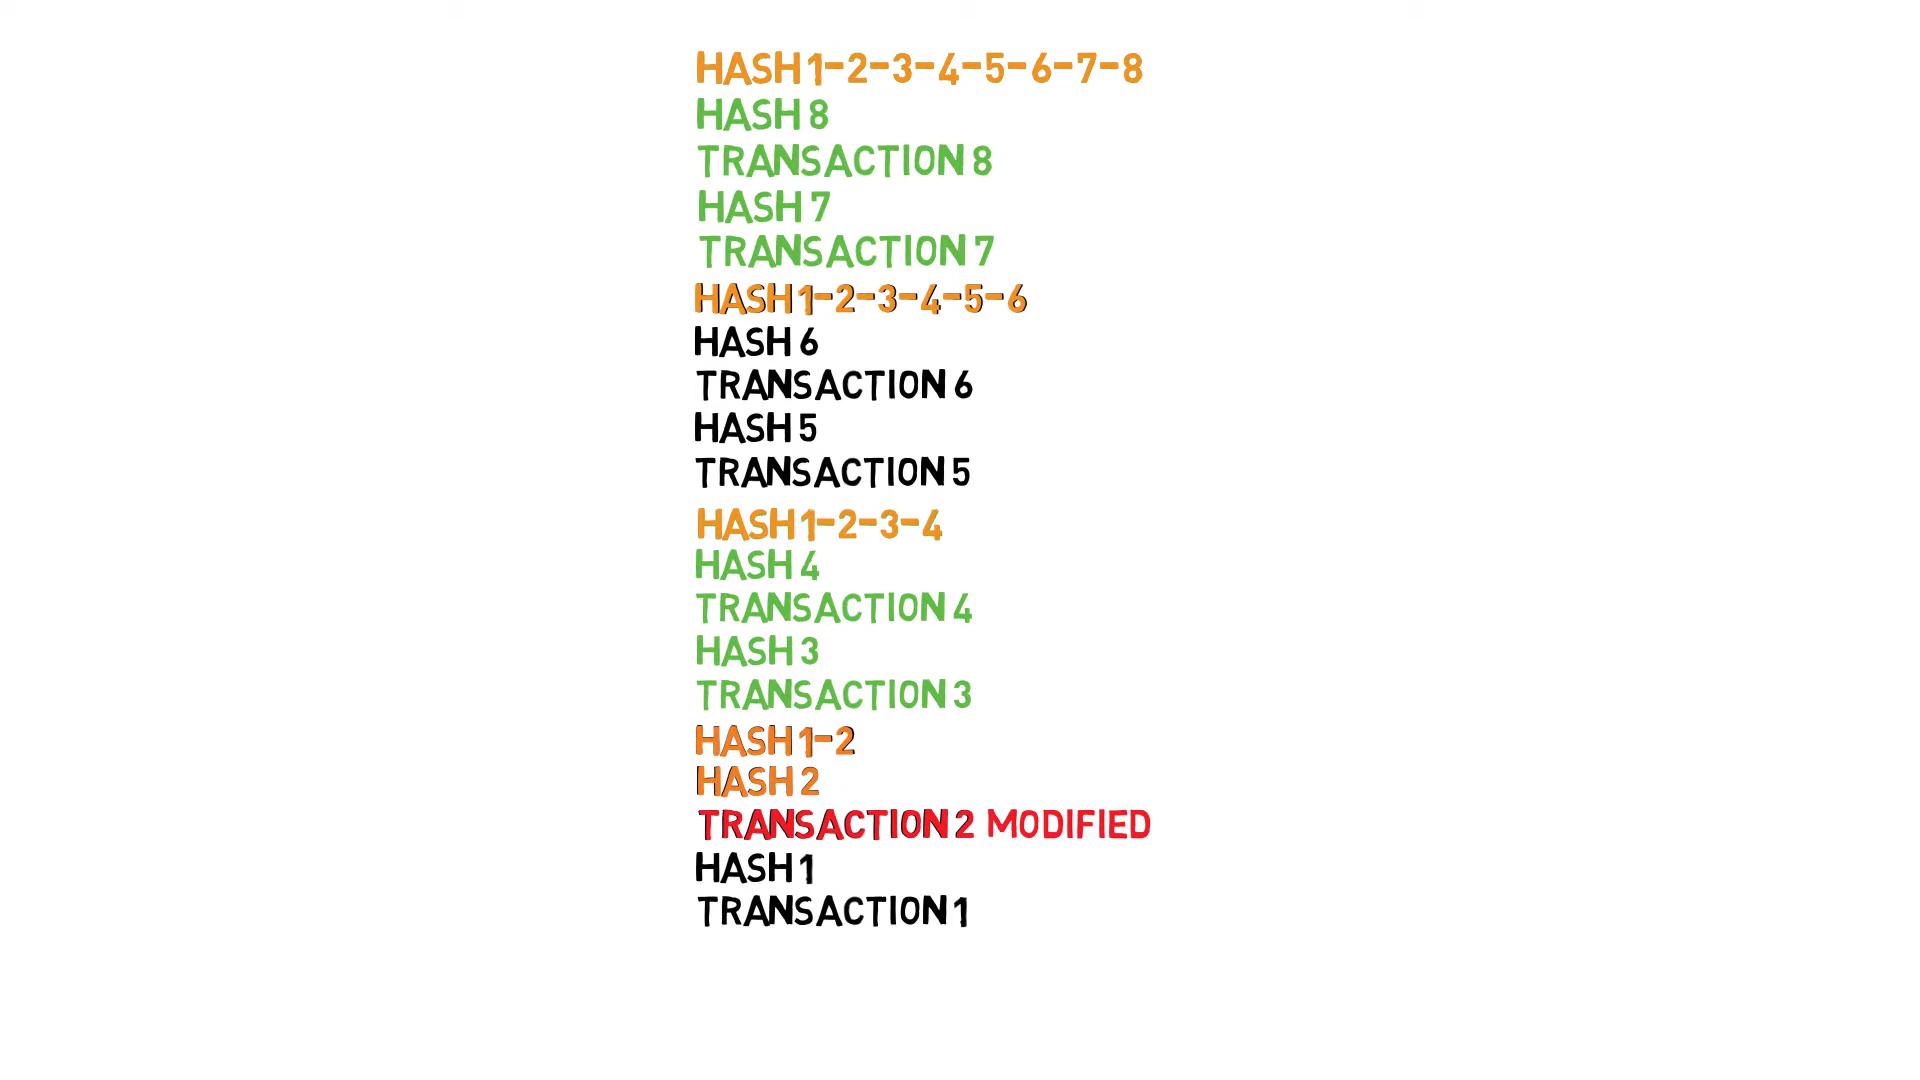 HASH 1-2-3-4-5-6-7-8
HASH 8
TRANSACTION 8
HASH 7
TRANSACTION 7
HASH 1-2-3-4-5-6
HASH 6
TRANSACTION 6
HASH 5
TRANSACTION 5
HASH 1-2-3-4
HASH 4
TRANSACTION 4
HASH 3
TRANSACTION 3
HASH 1-2
HASH 2
TRANSACTION 2 MODIFIED
HASH 1
TRANSACTION 1